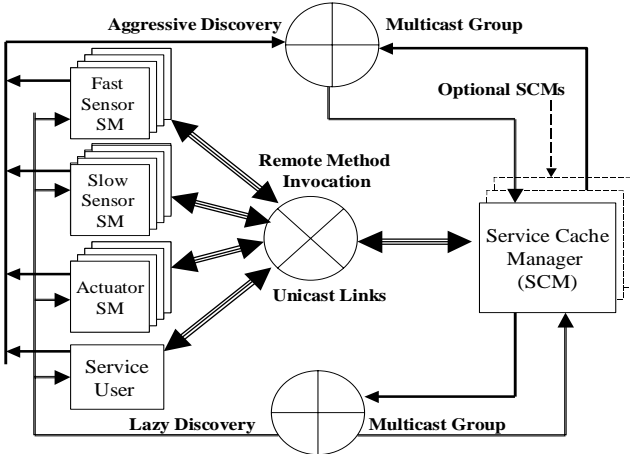 Aggressive Discovery
Multicast Group
Optional SCMs
Fast
Sensor
SM
Slow
Sensor
SM
Actuator
SM
Service
User
Remote Method
Invocation
Unicast Links
Service Cache
Manager
(SCM)
Lazy Discovery
Multicast Group